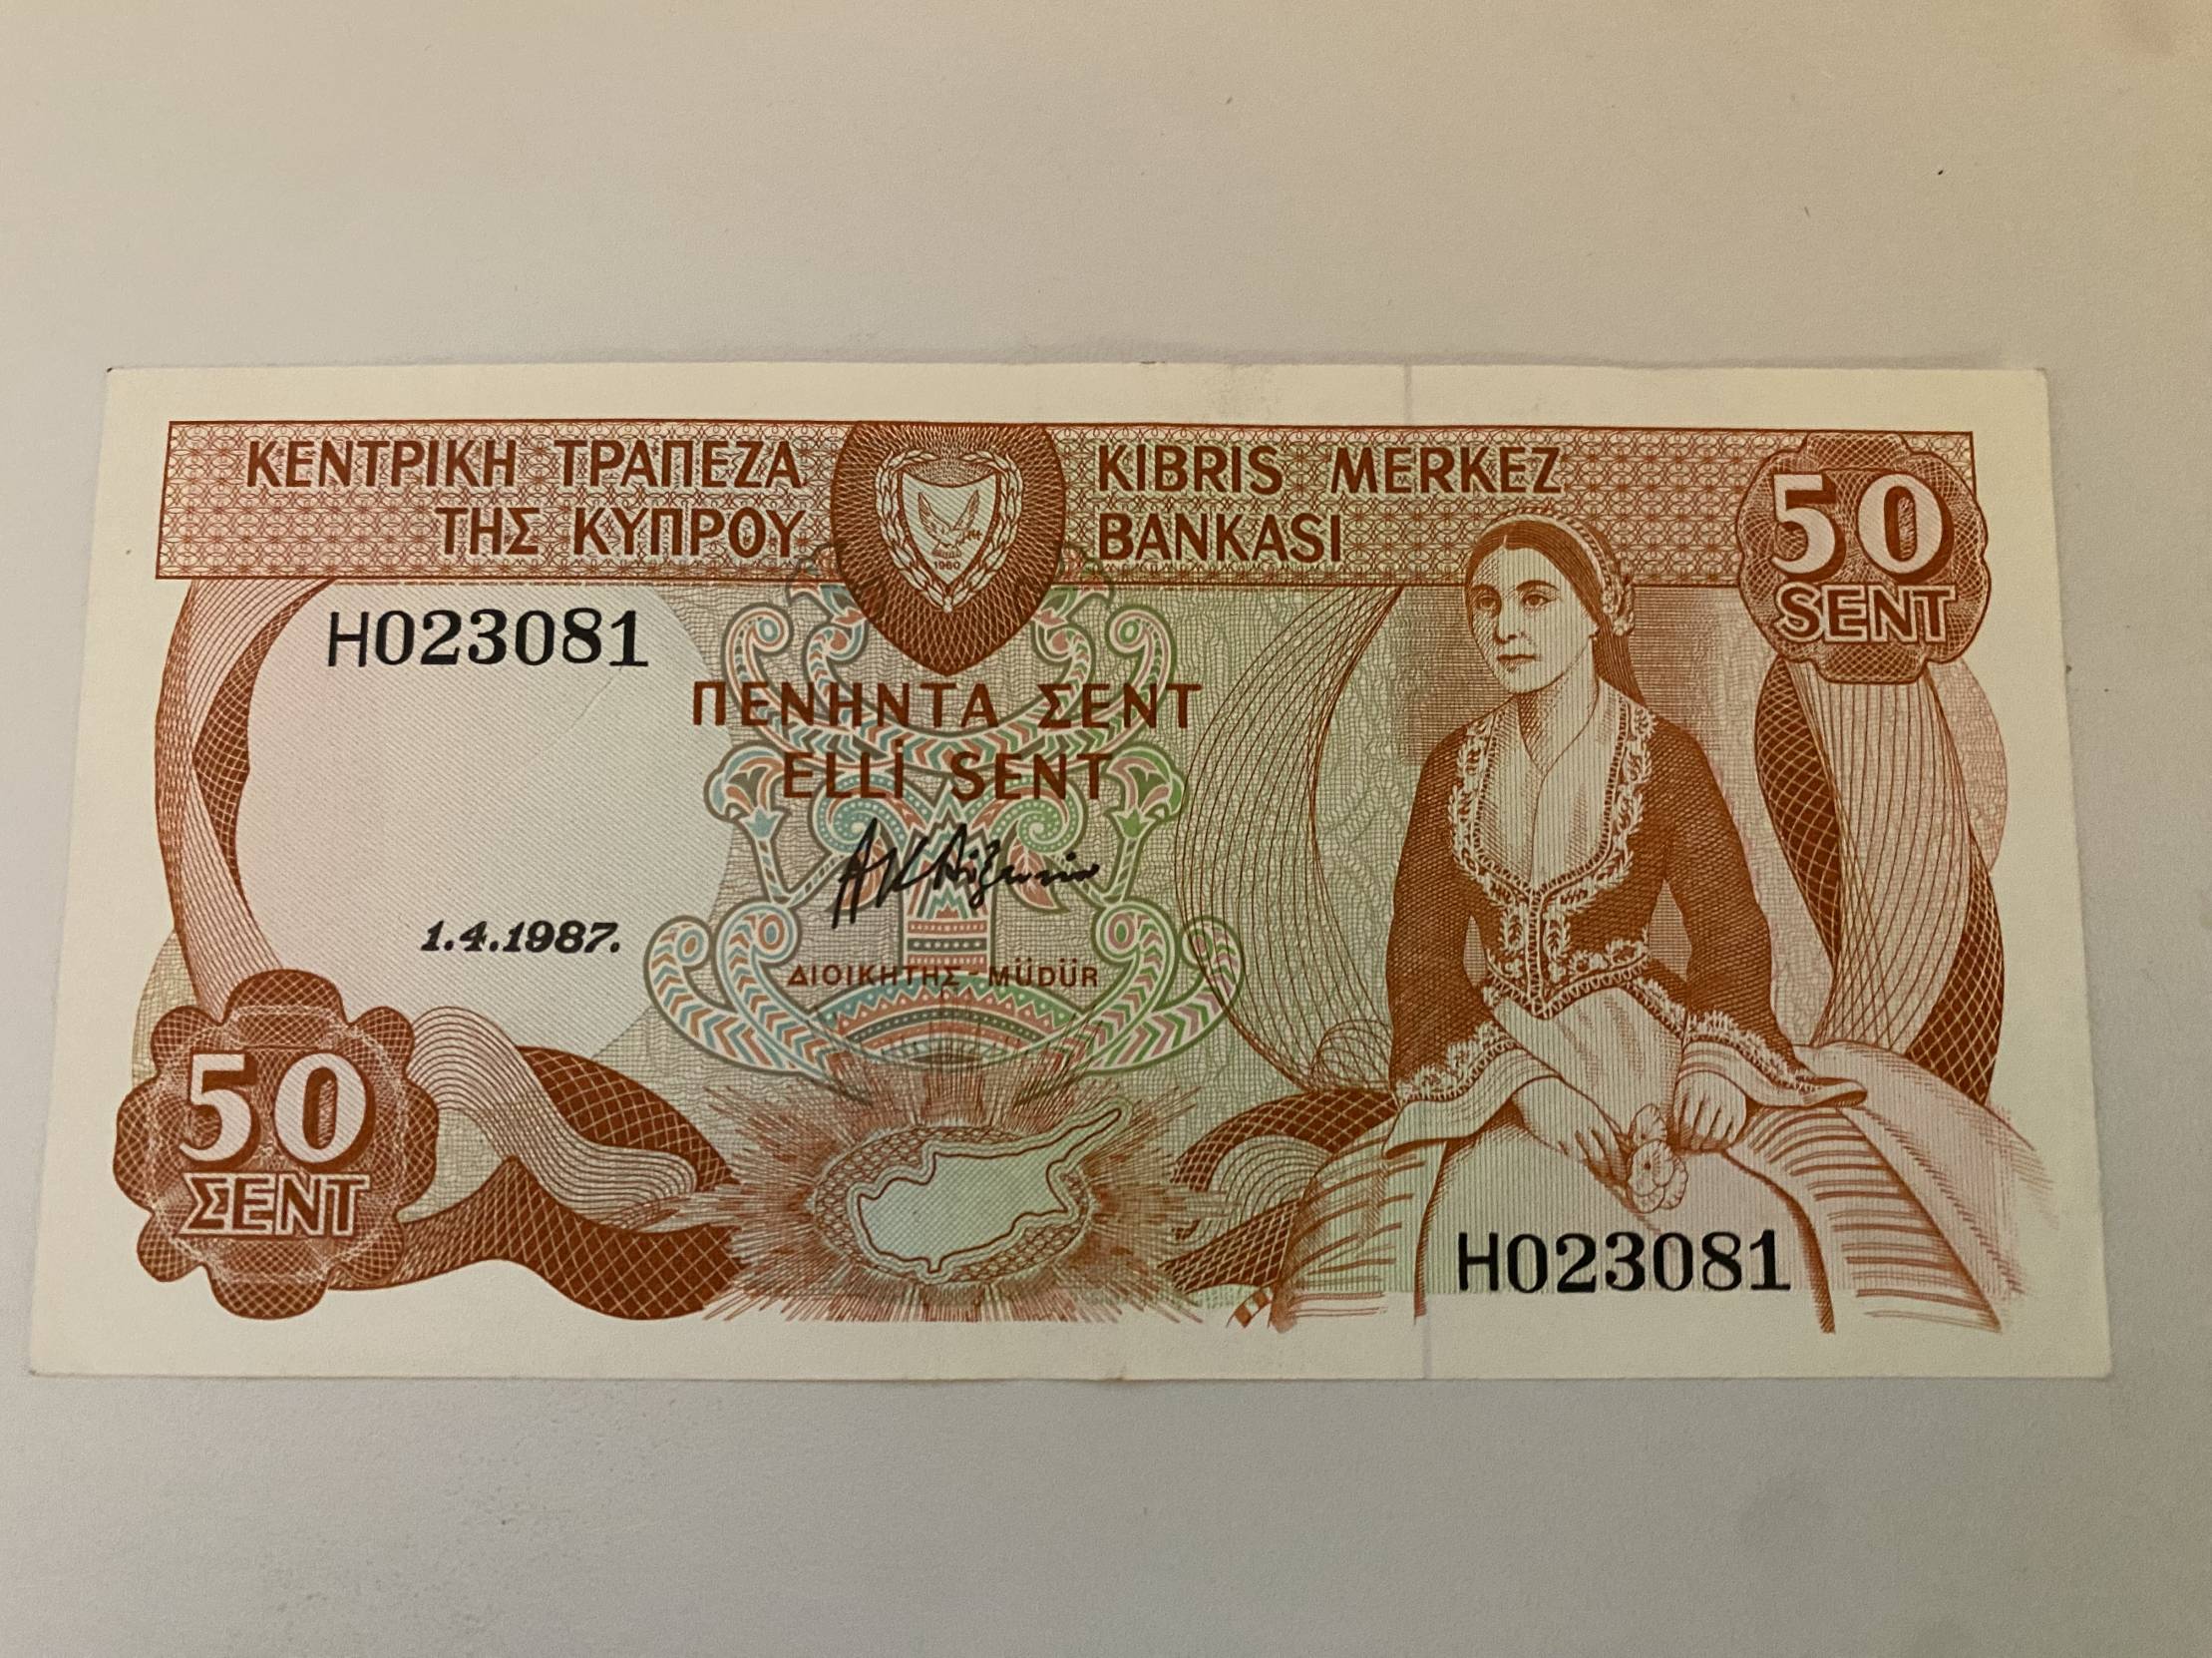 ΚΕΝΤΡΙΚΗ ΤΡΑΠΕΖΑ
ΤΗΣ ΚΥΠΡΟΥ
KIBRIS MERKEZ
BANKASI
50
SENT
1960
H023081
ΠΕΝΗΝΤΑ ΣΕΝΤ
ELLİ SENT
1.4.1987.
ΔΙΟΙΚΗΤΗΣ - MÜDÜR
50
ΣΕΝΤ
H023081